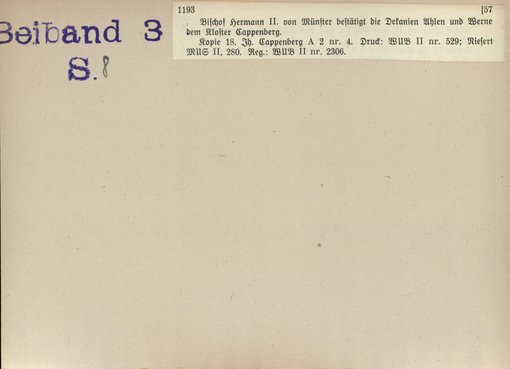 Beiband 3
S. 8
1193 [57
Bischof Hermann II. von Münster bestätigt die Dekanien Ahlen und Werne
dem Kloster Cappenberg.
Kopie 18. Jh. Cappenberg A 2 nr. 4. Druck: WUB II nr. 529; Niesert
MUS II, 280. Reg.: WUB II nr. 2306.